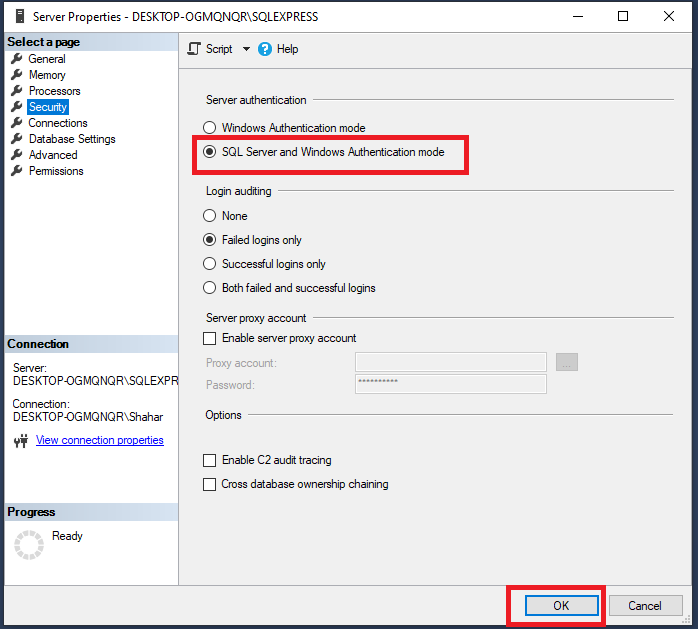 Server Properties - DESKTOP-OGMQNQR\SQLEXPRESS
Select a page
General
Memory
Processors
Security
Connections
Database Settings
Advanced
Permissions
Connection
Server:
DESKTOP-OGMQNQR\SQLEXPR
Connection:
DESKTOP-OGMQNQR\Shahar
View connection properties
Progress
Ready
Script Help
Server authentication
Windows Authentication mode
SQL Server and Windows Authentication mode
Login auditing
None
Failed logins only
Successful logins only
Both failed and successful logins
Server proxy account
Enable server proxy account
Proxy account: ...
Password: **********
Options
Enable C2 audit tracing
Cross database ownership chaining
OK Cancel